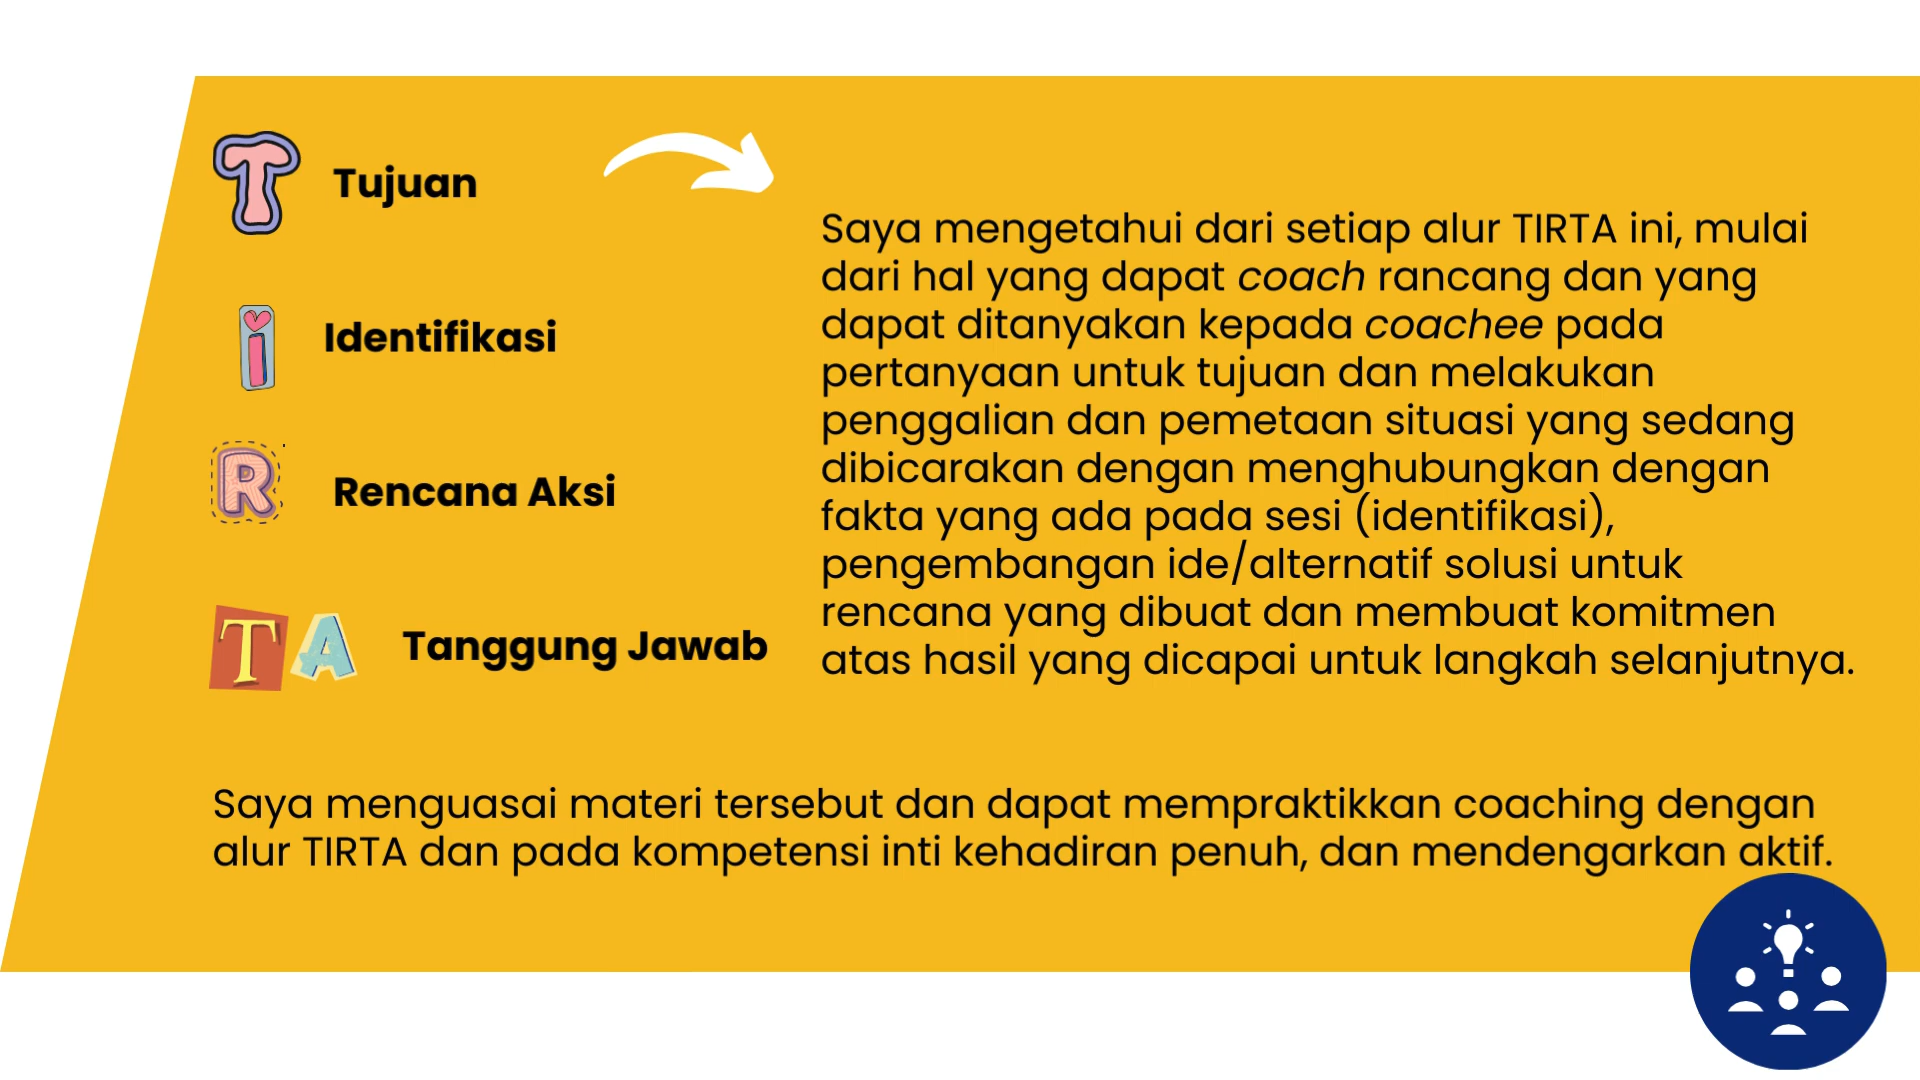 T Tujuan
i Identifikasi
R Rencana Aksi
TA Tanggung Jawab
Saya mengetahui dari setiap alur TIRTA ini, mulai
dari hal yang dapat coach rancang dan yang
dapat ditanyakan kepada coachee pada
pertanyaan untuk tujuan dan melakukan
penggalian dan pemetaan situasi yang sedang
dibicarakan dengan menghubungkan dengan
fakta yang ada pada sesi (identifikasi),
pengembangan ide/alternatif solusi untuk
rencana yang dibuat dan membuat komitmen
atas hasil yang dicapai untuk langkah selanjutnya.
Saya menguasai materi tersebut dan dapat mempraktikkan coaching dengan
alur TIRTA dan pada kompetensi inti kehadiran penuh, dan mendengarkan aktif.